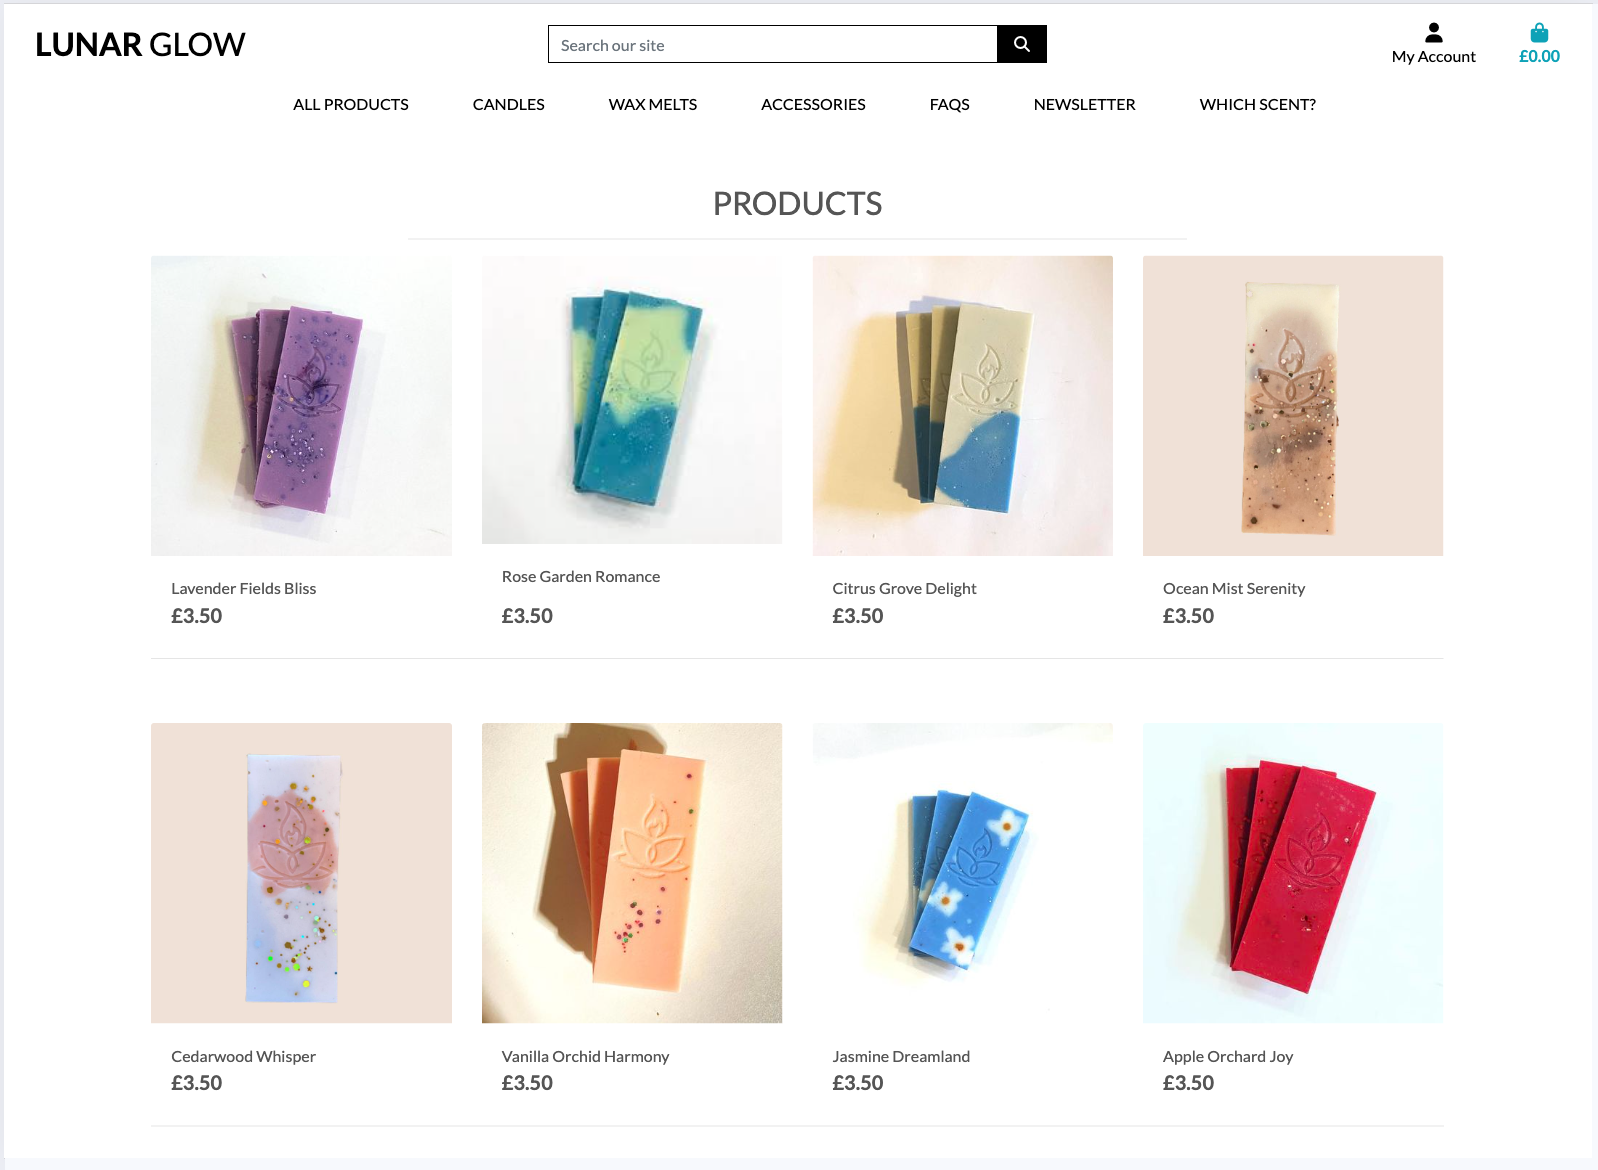 LUNAR GLOW
Search our site
My Account
£0.00
ALL PRODUCTS CANDLES WAX MELTS ACCESSORIES FAQS NEWSLETTER WHICH SCENT?
PRODUCTS
Lavender Fields Bliss
£3.50
Rose Garden Romance
£3.50
Citrus Grove Delight
£3.50
Ocean Mist Serenity
£3.50
Cedarwood Whisper
£3.50
Vanilla Orchid Harmony
£3.50
Jasmine Dreamland
£3.50
Apple Orchard Joy
£3.50